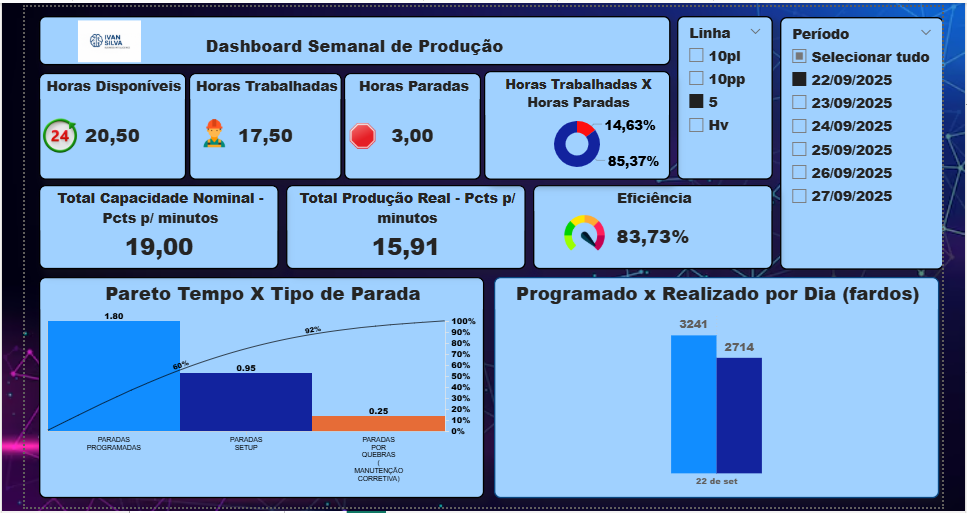 IVAN
SILVA
Dashboard Semanal de Produção
Linha
10pl
10pp
5
Hv
Período
Selecionar tudo
22/09/2025
23/09/2025
24/09/2025
25/09/2025
26/09/2025
27/09/2025
Horas Disponíveis
24
20,50
Horas Trabalhadas
17,50
Horas Paradas
3,00
Horas Trabalhadas X
Horas Paradas
14,63%
85,37%
Total Capacidade Nominal -
Pcts p/ minutos
19,00
Total Produção Real - Pcts p/
minutos
15,91
Eficiência
83,73%
Pareto Tempo X Tipo de Parada
1.80
0.95
0.25
60%
92%
100%
90%
80%
70%
60%
50%
40%
30%
20%
10%
0%
PARADAS
PROGRAMADAS
PARADAS
SETUP
PARADAS
POR
QUEBRAS
(
MANUTENÇÃO
CORRETIVA)
Programado x Realizado por Dia (fardos)
3241
2714
22 de set